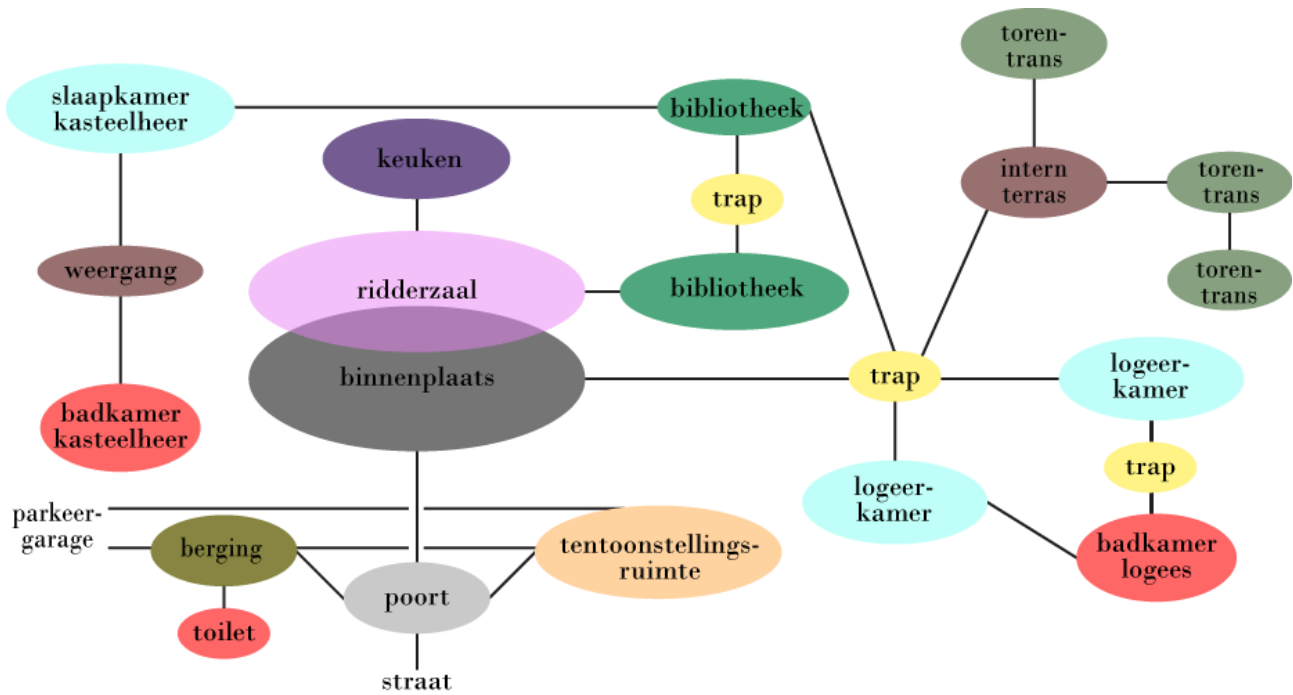 toren-
trans
slaapkamer
kasteelheer
bibliotheek
keuken
intern
terras
toren-
trans
trap
weergang
ridderzaal
bibliotheek
toren-
trans
binnenplaats
trap
logeer-
kamer
badkamer
kasteelheer
trap
logeer-
kamer
parkeer-
garage
berging
tentoonstellings-
ruimte
badkamer
logees
poort
toilet
straat